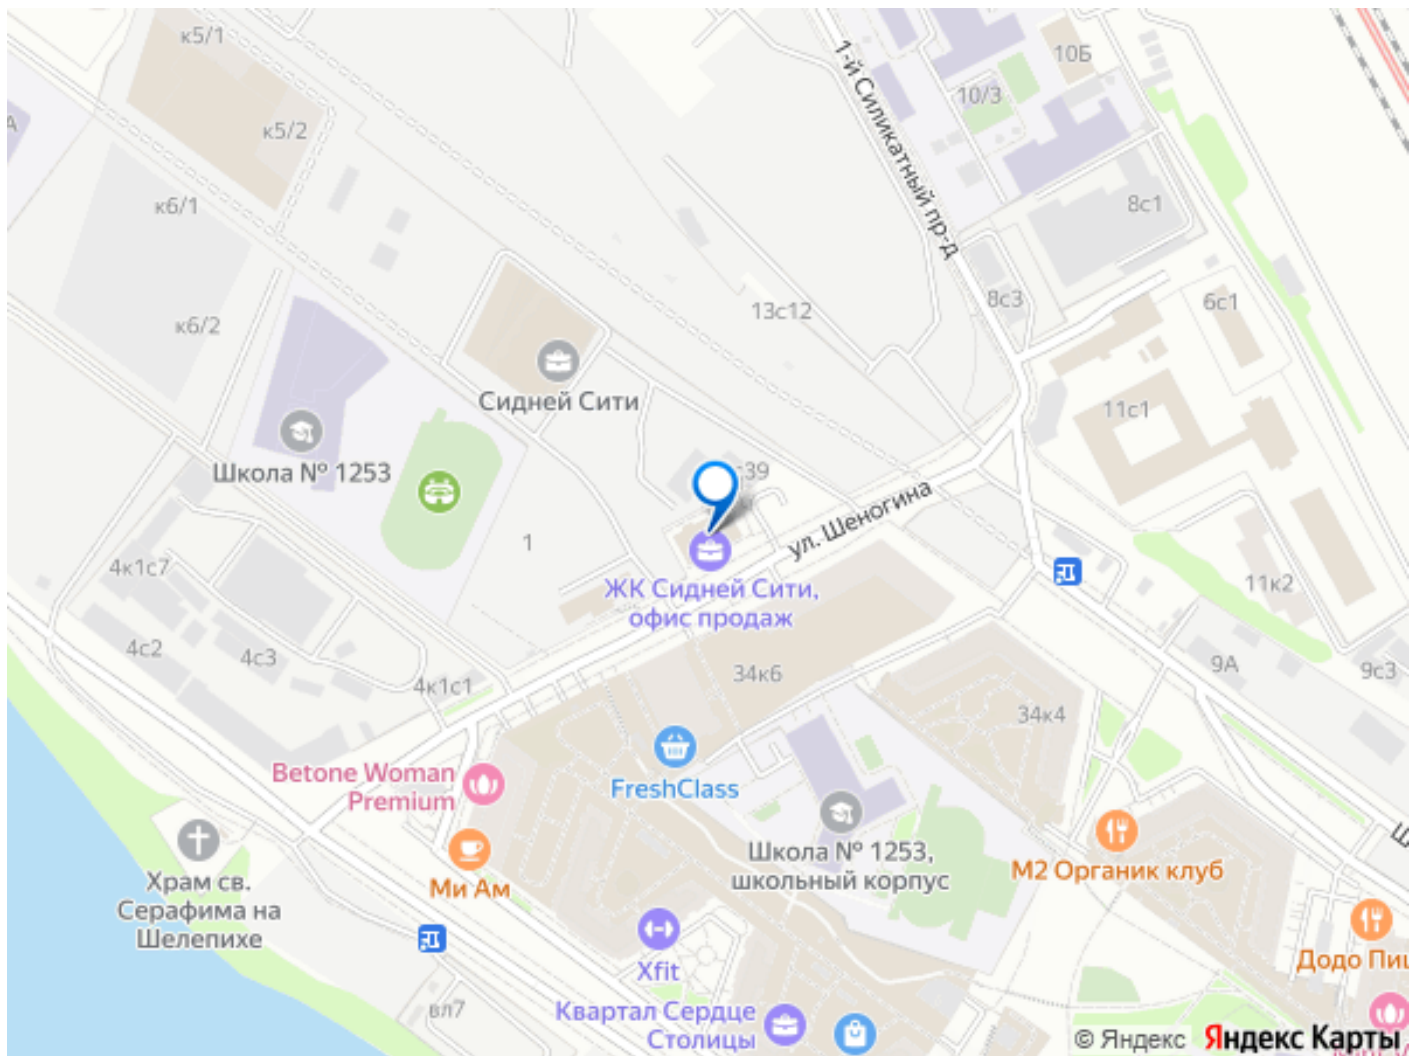 к5/1
10Б
10/3
А
к5/2
1-й Силикатный пр-д
к6/1
8с1
8с3
6с1
13с12
к6/2
Сидней Сити
11с1
Школа № 1253
39
ул. Шеногина
1
4к1с7
11к2
ЖК Сидней Сити,
офис продаж
4с2
4с3
9А
9с3
34к6
4к1с1
34к4
Betone Woman
Premium
FreshClass
Ми Ам
Школа № 1253,
школьный корпус
М2 Органик клуб
Храм св.
Серафима на
Шелепихе
Xfit
Додо Пиц
вл7
Квартал Сердце
Столицы
© Яндекс Яндекс Карты